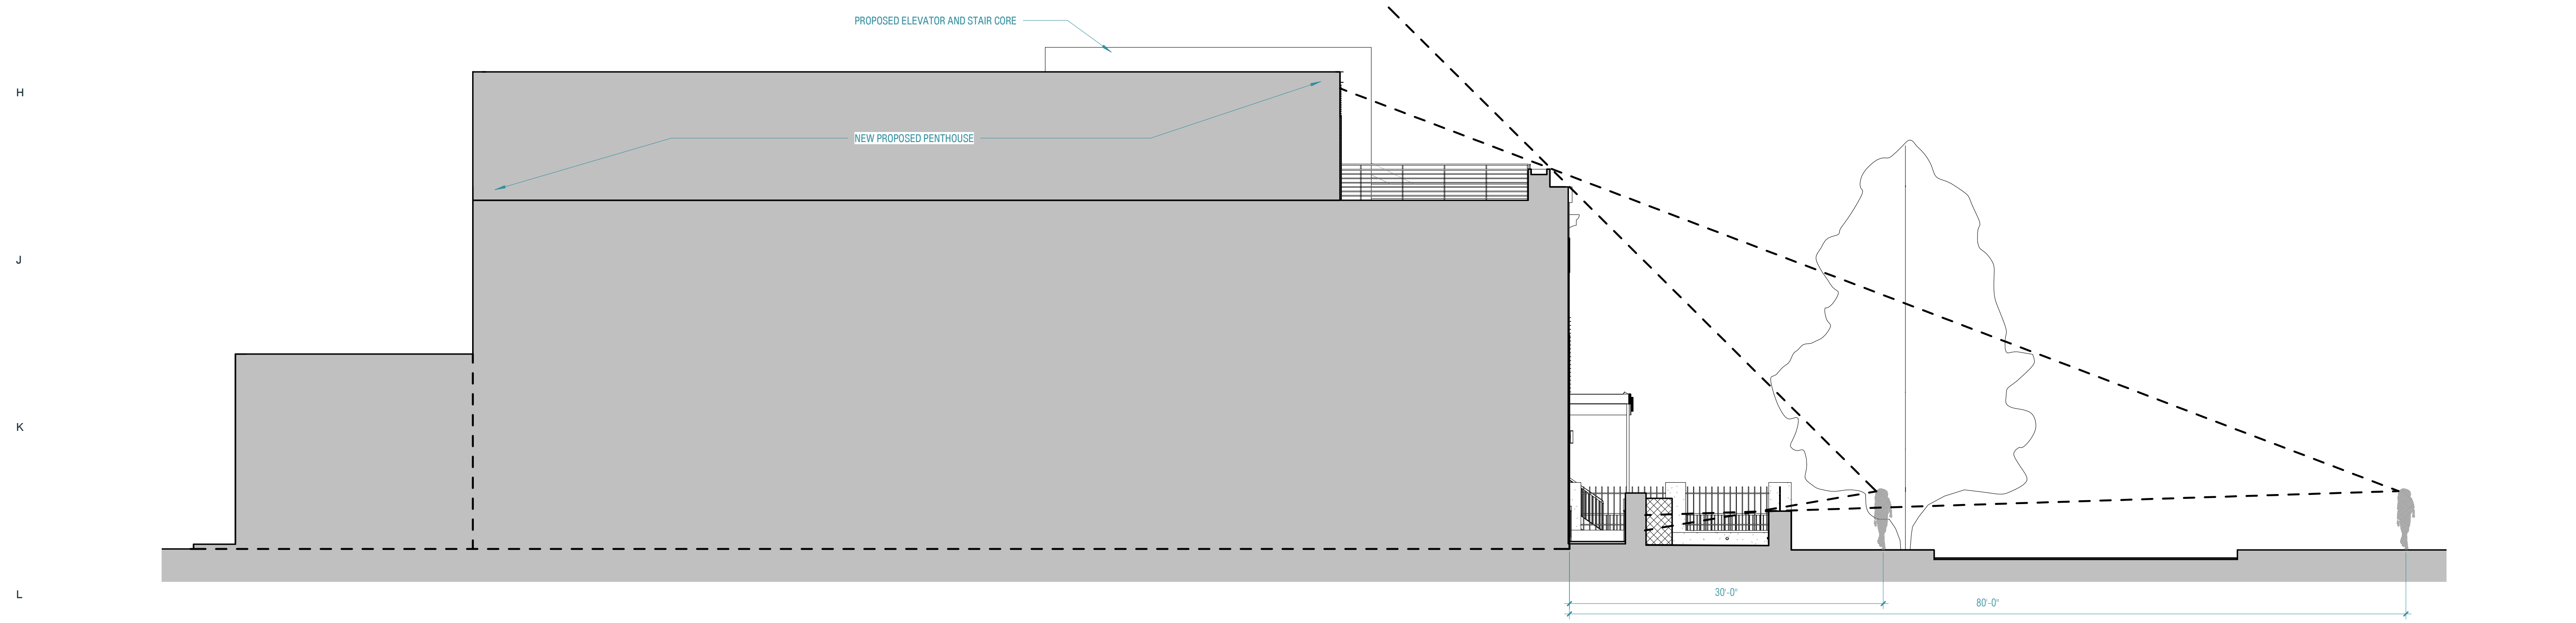 PROPOSED ELEVATOR AND STAIR CORE
H
NEW PROPOSED PENTHOUSE
J
K
L
30'-0"
80'-0"